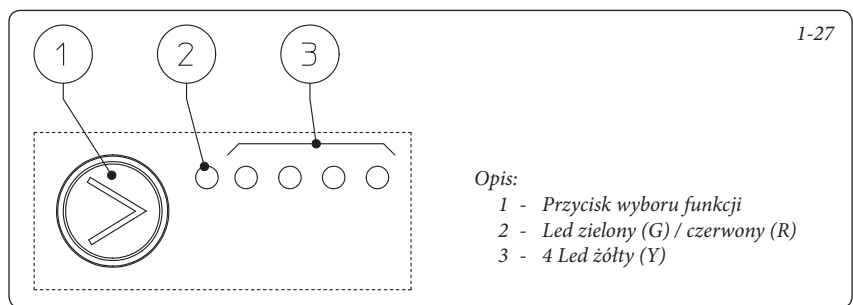 1 2 3 1-27
Opis:
1 - Przycisk wyboru funkcji
2 - Led zielony (G) / czerwony (R)
3 - 4 Led żółty (Y)